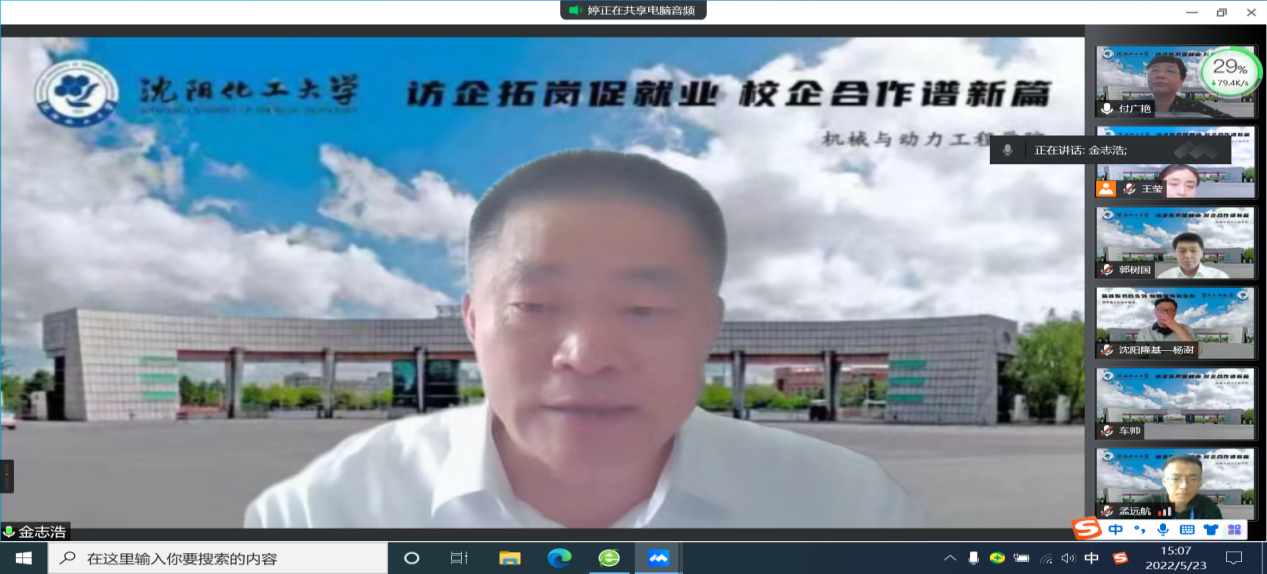 婷正在共享电脑音频
沈阳化工大学
访企拓岗促就业 校企合作谱新篇
机械与动力工程学院
29%
↓79.4K/s
付广艳
正在讲话: 金志浩;
王莹
郭树国
沈阳隆基—杨澍
车帅
孟远航
金志浩
中
在这里输入你要搜索的内容
中
15:07
2022/5/23